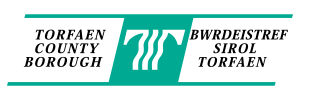 TORFAEN
COUNTY
BOROUGH
BWRDEISTREF
SIROL
TORFAEN